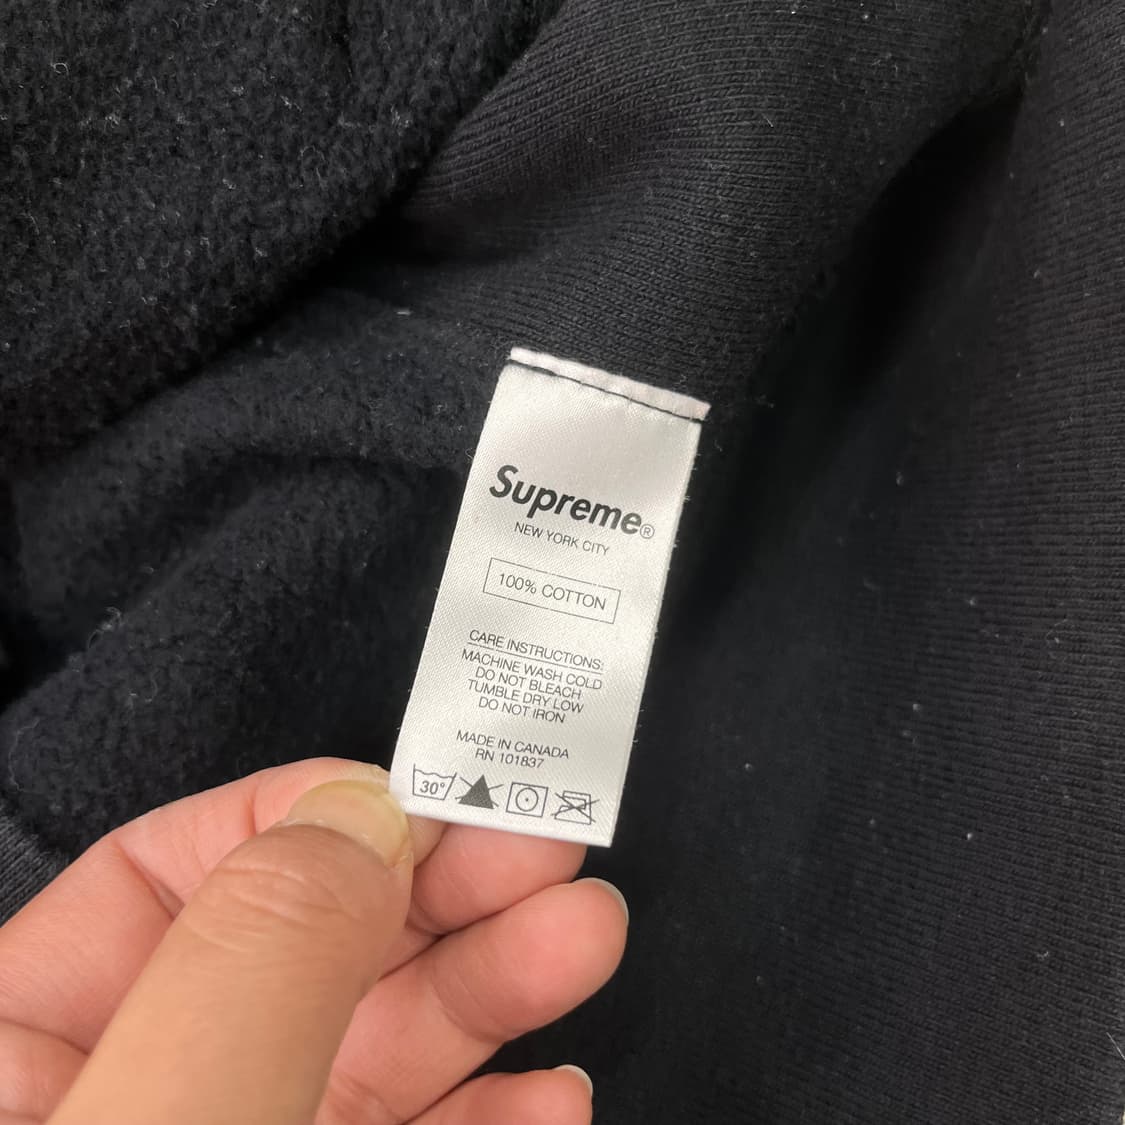 Supreme®
NEW YORK CITY
100% COTTON
CARE INSTRUCTIONS:
MACHINE WASH COLD
DO NOT BLEACH
TUMBLE DRY LOW
DO NOT IRON
MADE IN CANADA
RN 101837
30°